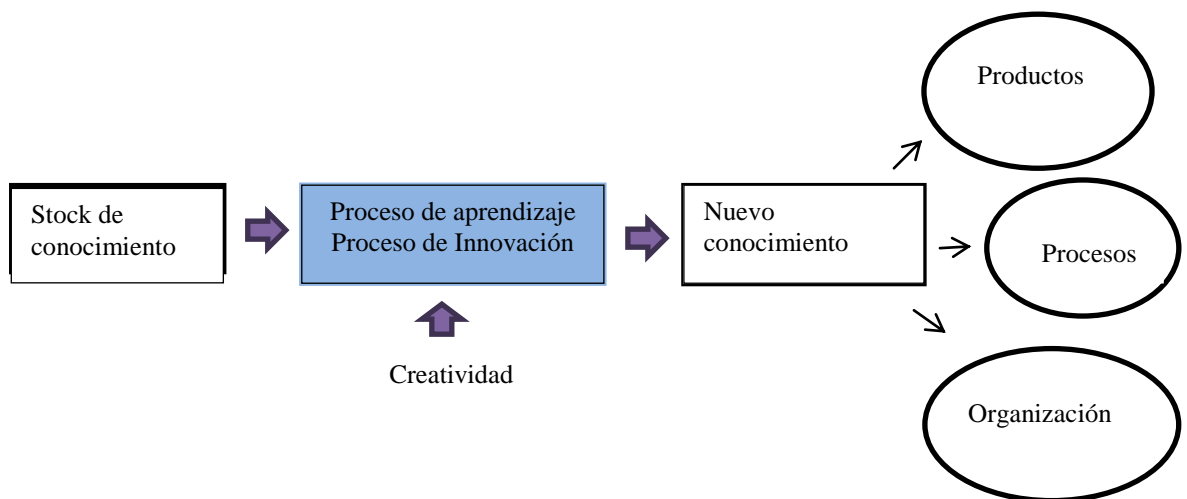 Stock de
conocimiento
Proceso de aprendizaje
Proceso de Innovación
Creatividad
Nuevo
conocimiento
Productos
Procesos
Organización